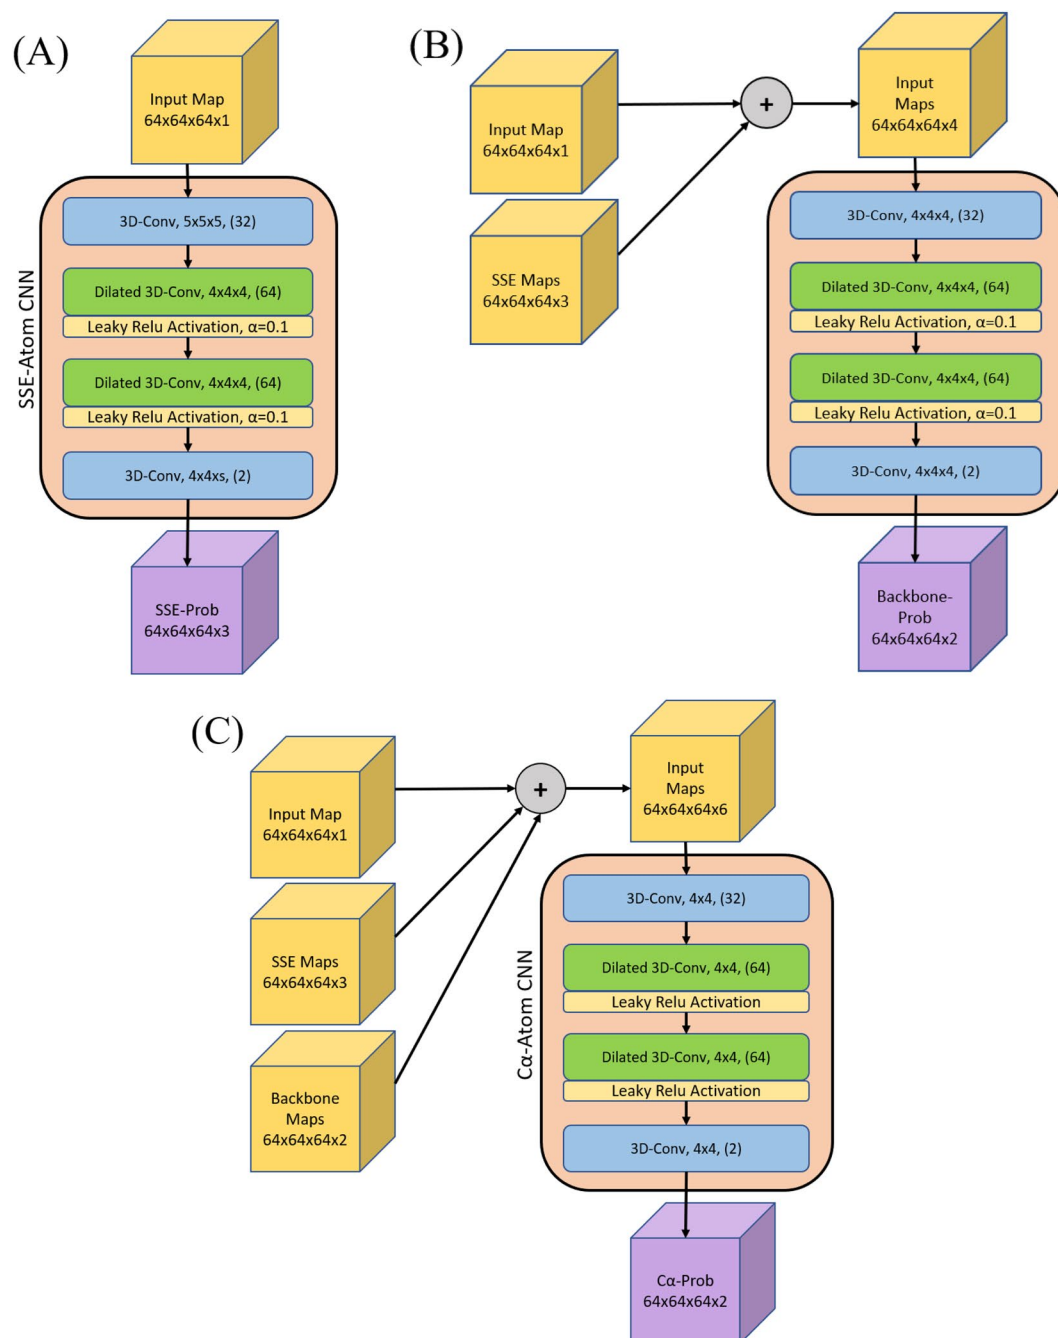 (A)
Input Map
64x64x64x1
SSE-Atom CNN
3D-Conv, 5x5x5, (32)
Dilated 3D-Conv, 4x4x4, (64)
Leaky Relu Activation, α=0.1
Dilated 3D-Conv, 4x4x4, (64)
Leaky Relu Activation, α=0.1
3D-Conv, 4x4xs, (2)
SSE-Prob
64x64x64x3
(B)
Input Map
64x64x64x1
SSE Maps
64x64x64x3
+
Input
Maps
64x64x64x4
3D-Conv, 4x4x4, (32)
Dilated 3D-Conv, 4x4x4, (64)
Leaky Relu Activation, α=0.1
Dilated 3D-Conv, 4x4x4, (64)
Leaky Relu Activation, α=0.1
3D-Conv, 4x4x4, (2)
Backbone-
Prob
64x64x64x2
(C)
Input Map
64x64x64x1
SSE Maps
64x64x64x3
Backbone
Maps
64x64x64x2
+
Input
Maps
64x64x64x6
Cα-Atom CNN
3D-Conv, 4x4, (32)
Dilated 3D-Conv, 4x4, (64)
Leaky Relu Activation
Dilated 3D-Conv, 4x4, (64)
Leaky Relu Activation
3D-Conv, 4x4, (2)
Cα-Prob
64x64x64x2